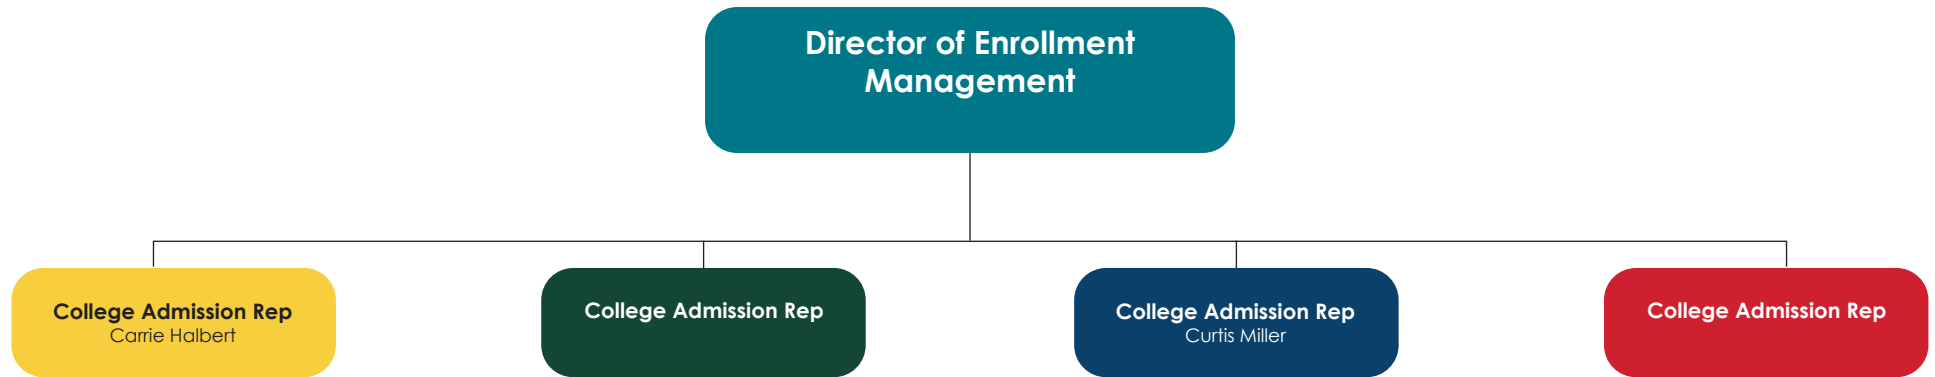 Director of Enrollment
Management
College Admission Rep
Carrie Halbert
College Admission Rep
College Admission Rep
Curtis Miller
College Admission Rep